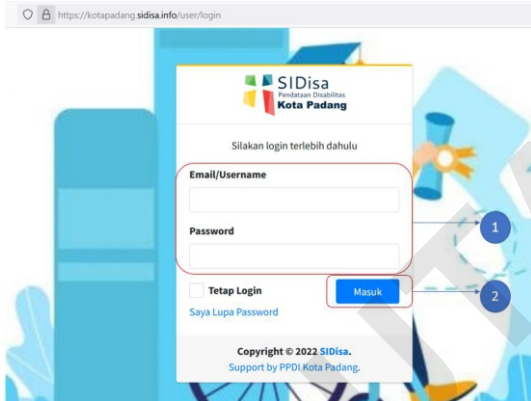 https://kotapadang.sidisa.info/user/login
SIDisa
Pendataan Disabilitas
Kota Padang
Silakan login terlebih dahulu
Email/Username
1
Password
Tetap Login
Masuk
2
Saya Lupa Password
Copyright © 2022 SIDisa.
Support by PPDI Kota Padang.